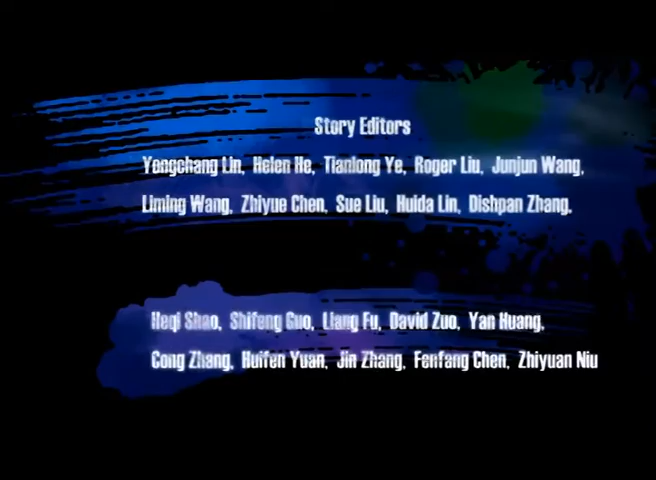 Story Editors
Yongchang Lin, Helen He, Tianlong Ye, Roger Liu, Junjun Wang,
Liming Wang, Zhiyue Chen, Sue Liu, Huida Lin, Dishpan Zhang,
Heqi Shao, Shifeng Guo, Liang Fu, David Zuo, Yan Huang,
Cong Zhang, Huifen Yuan, Jin Zhang, Fenfang Chen, Zhiyuan Niu